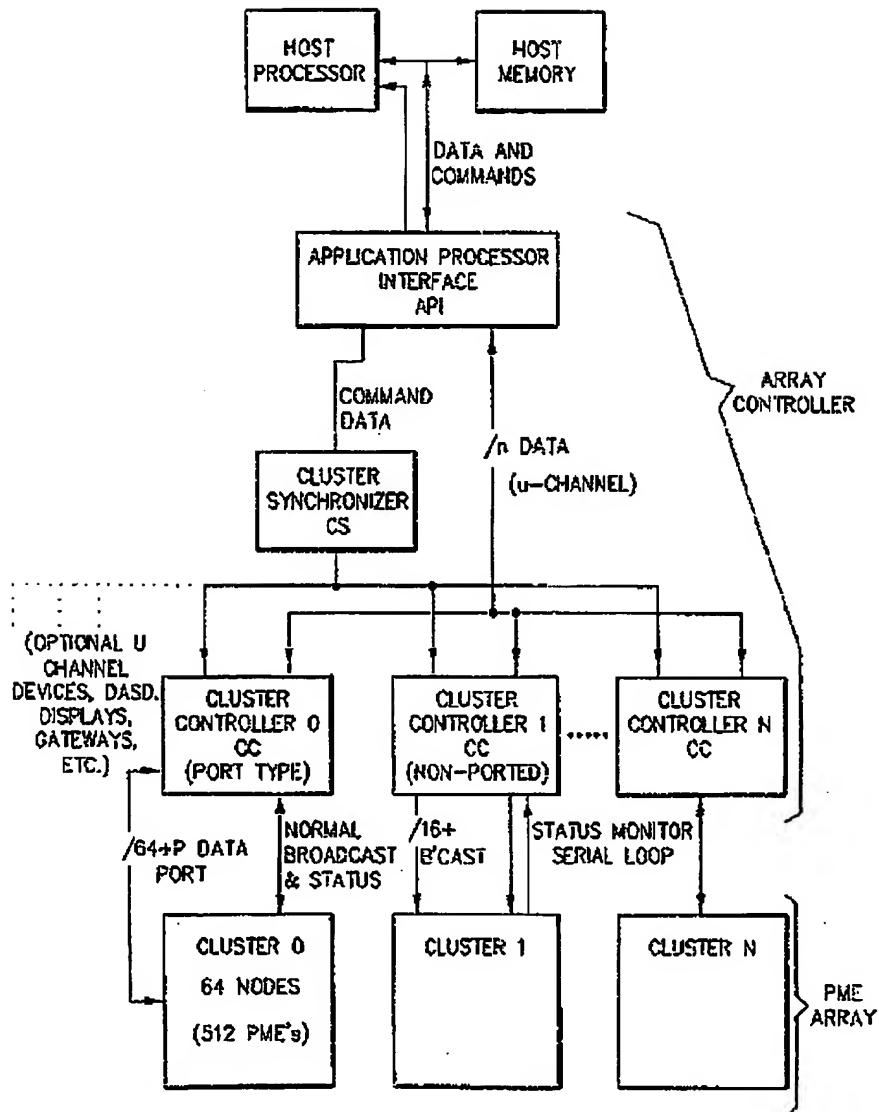 HOST
PROCESSOR
HOST
MEMORY
DATA AND
COMMANDS
APPLICATION PROCESSOR
INTERFACE
API
ARRAY
CONTROLLER
COMMAND
DATA
/n DATA
(u-CHANNEL)
CLUSTER
SYNCHRONIZER
CS
(OPTIONAL U
CHANNEL
DEVICES, DASD.
DISPLAYS,
GATEWAYS,
ETC.)
CLUSTER
CONTROLLER 0
CC
(PORT TYPE)
CLUSTER
CONTROLLER 1
CC
(NON-PORTED)
.....
CLUSTER
CONTROLLER N
CC
/64+P DATA
PORT
NORMAL
BROADCAST
& STATUS
/16+
B'CAST
STATUS MONITOR
SERIAL LOOP
CLUSTER 0
64 NODES
(512 PME's)
CLUSTER 1
CLUSTER N
PME
ARRAY